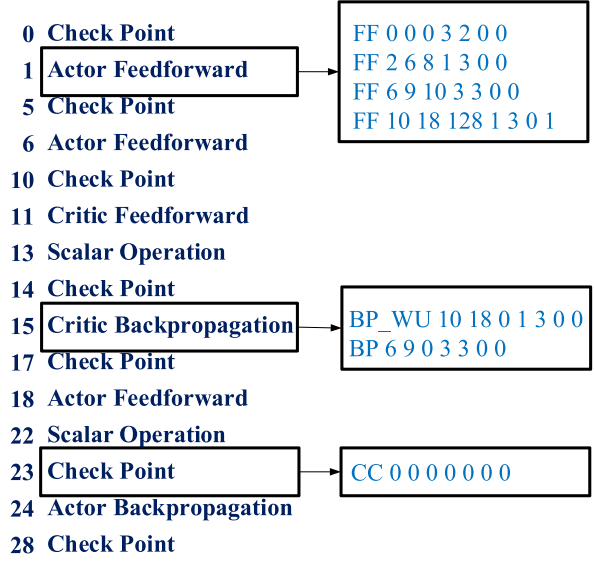 0 Check Point
1 Actor Feedforward
5 Check Point
6 Actor Feedforward
10 Check Point
11 Critic Feedforward
13 Scalar Operation
14 Check Point
15 Critic Backpropagation
17 Check Point
18 Actor Feedforward
22 Scalar Operation
23 Check Point
24 Actor Backpropagation
28 Check Point
FF 0 0 0 3 2 0 0
FF 2 6 8 1 3 0 0
FF 6 9 10 3 3 0 0
FF 10 18 128 1 3 0 1
BP_WU 10 18 0 1 3 0 0
BP 6 9 0 3 3 0 0
CC 0 0 0 0 0 0 0